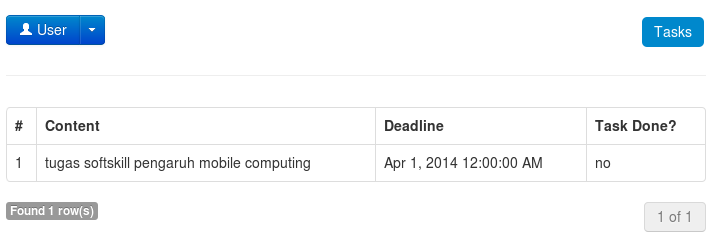 User
Tasks
# Content Deadline Task Done?
1 tugas softskill pengaruh mobile computing Apr 1, 2014 12:00:00 AM no
Found 1 row(s)
1 of 1